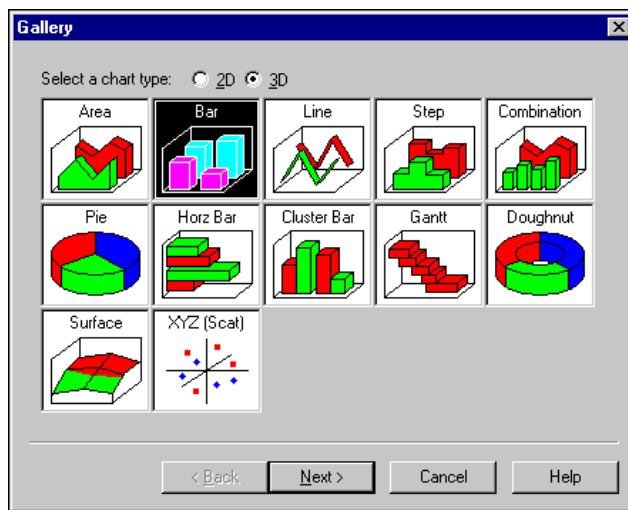 Gallery
Select a chart type: 2D 3D
Area Bar Line Step Combination
Pie Horz Bar Cluster Bar Gantt Doughnut
Surface XYZ (Scat)
< Back Next > Cancel Help